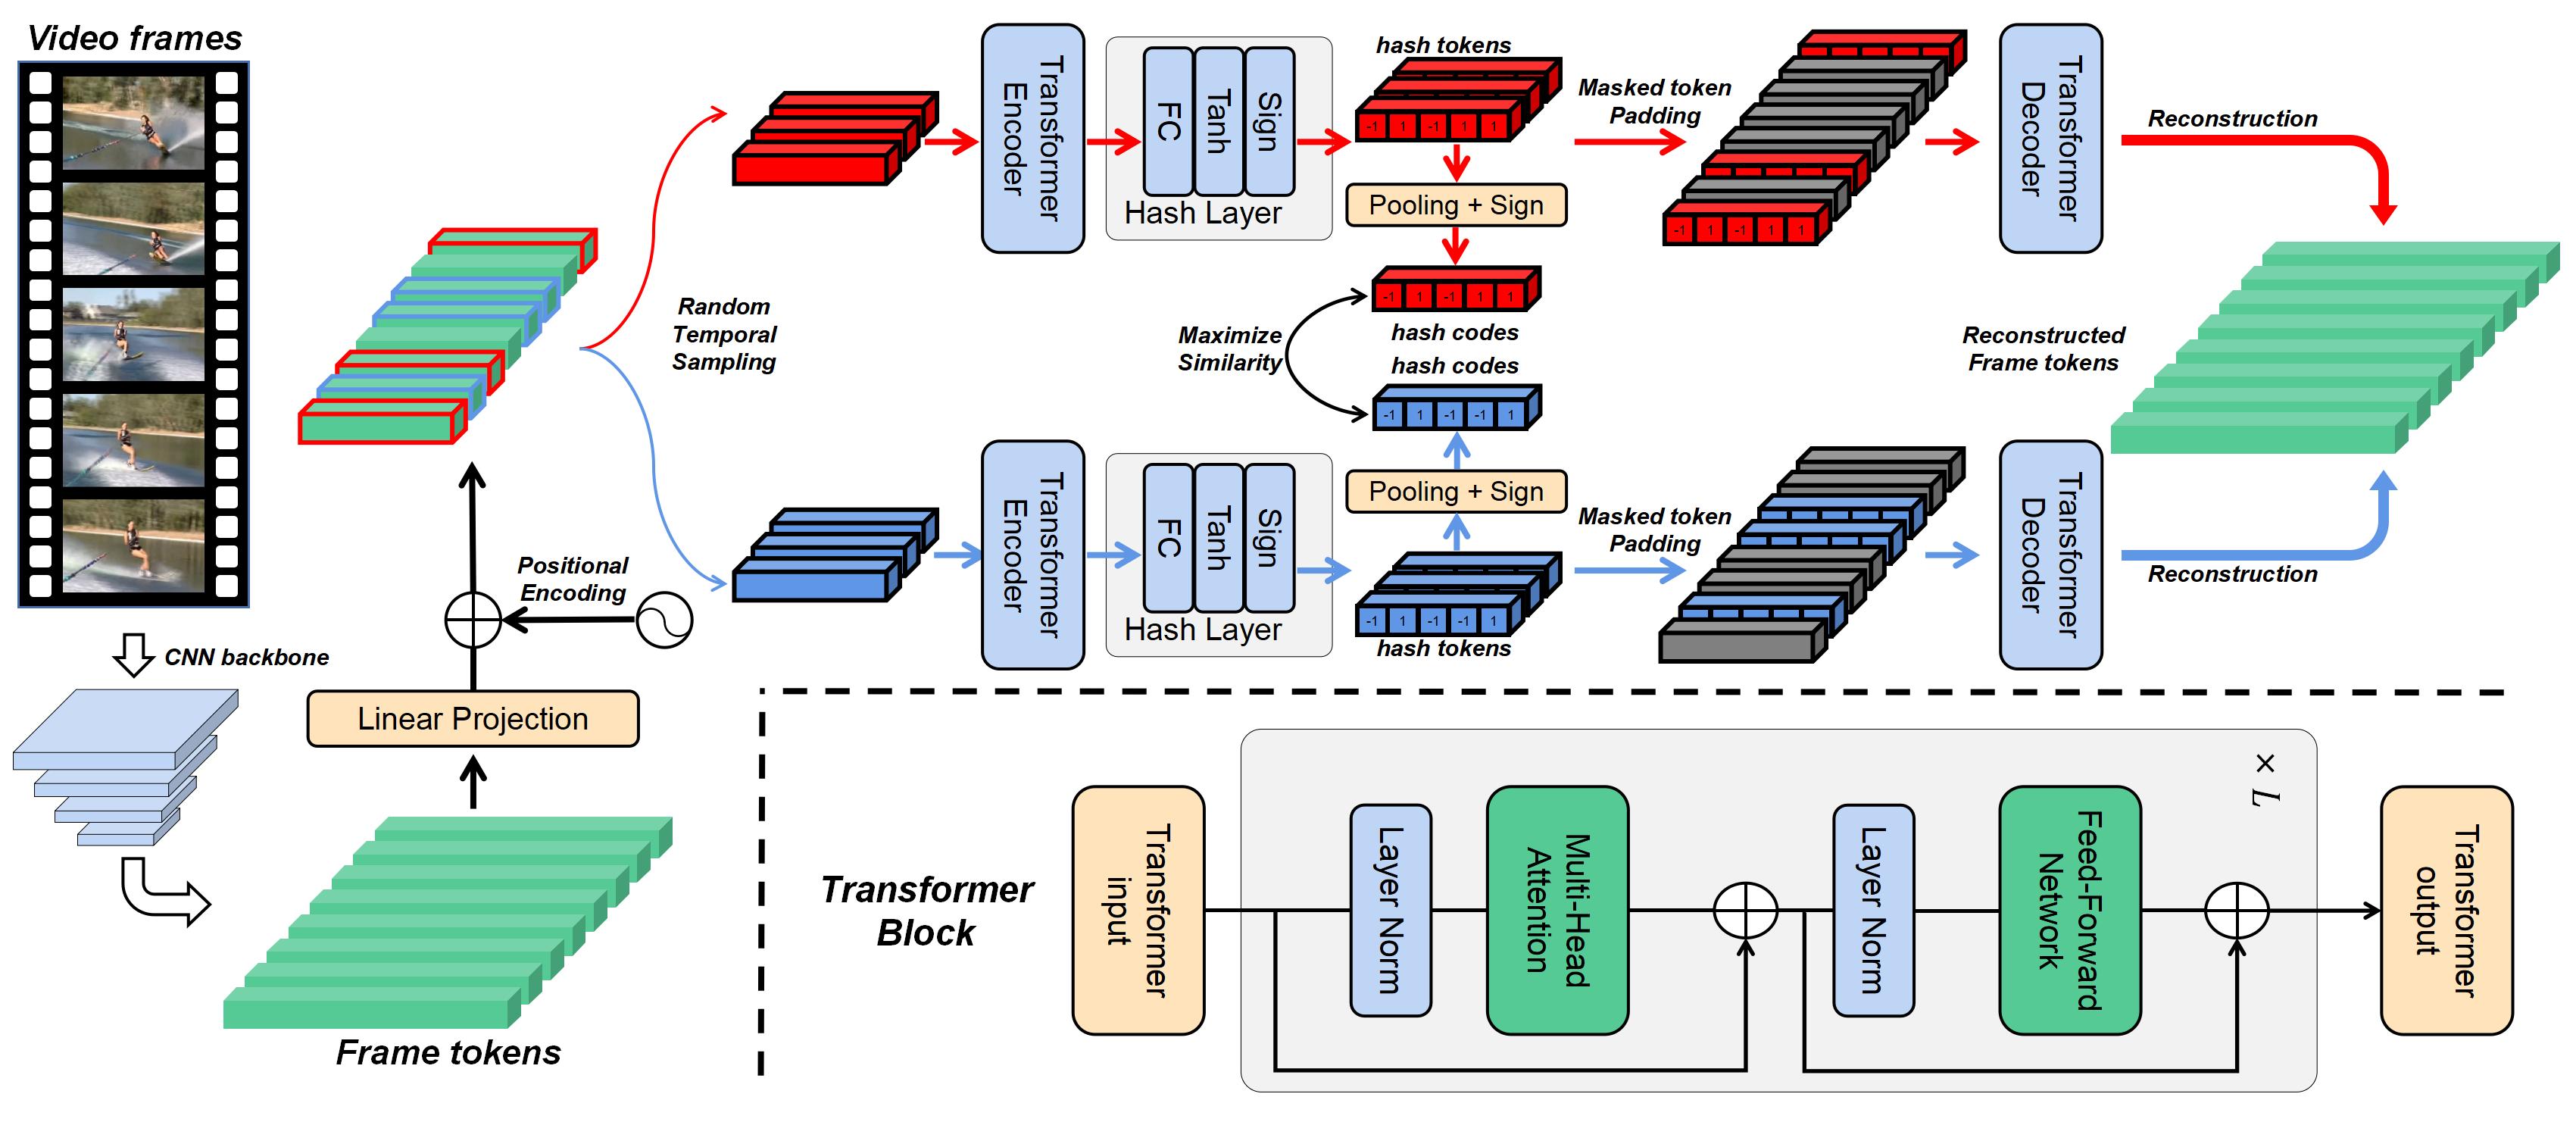 Video frames
CNN backbone
Frame tokens
Linear Projection
Positional
Encoding
Random
Temporal
Sampling
Transformer
Encoder
FC
Tanh
Sign
Hash Layer
hash tokens
-1 1 -1 1 1
Pooling + Sign
-1 1 -1 1 1
hash codes
Maximize
Similarity
hash codes
-1 1 -1 -1 1
Pooling + Sign
Transformer
Encoder
FC
Tanh
Sign
Hash Layer
-1 1 -1 -1 1
hash tokens
Masked token
Padding
-1 1 -1 1 1
Transformer
Decoder
Reconstruction
Reconstructed
Frame tokens
Masked token
Padding
Transformer
Decoder
Reconstruction
Transformer
Block
Transformer
input
Layer Norm
Multi-Head
Attention
Layer Norm
Feed-Forward
Network
× L
Transformer
output